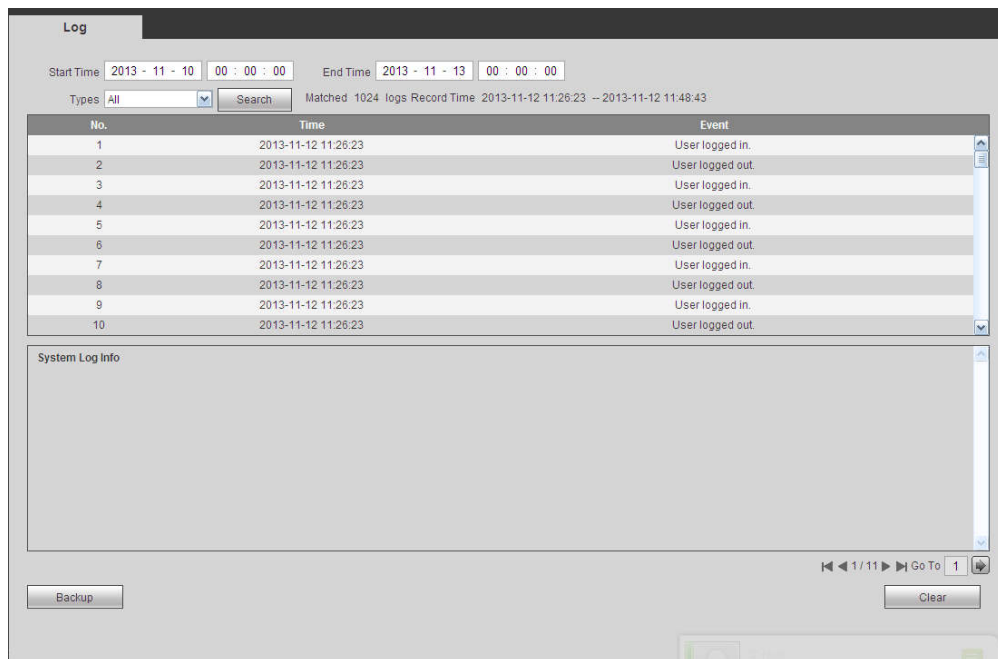 Log
Start Time 2013 - 11 - 10 00 : 00 : 00 End Time 2013 - 11 - 13 00 : 00 : 00
Types All Search Matched 1024 logs Record Time 2013-11-12 11:26:23 -- 2013-11-12 11:48:43
No. Time Event
1 2013-11-12 11:26:23 User logged in.
2 2013-11-12 11:26:23 User logged out.
3 2013-11-12 11:26:23 User logged in.
4 2013-11-12 11:26:23 User logged out.
5 2013-11-12 11:26:23 User logged in.
6 2013-11-12 11:26:23 User logged out.
7 2013-11-12 11:26:23 User logged in.
8 2013-11-12 11:26:23 User logged out.
9 2013-11-12 11:26:23 User logged in.
10 2013-11-12 11:26:23 User logged out.
System Log Info
1 / 11 Go To 1
Backup Clear